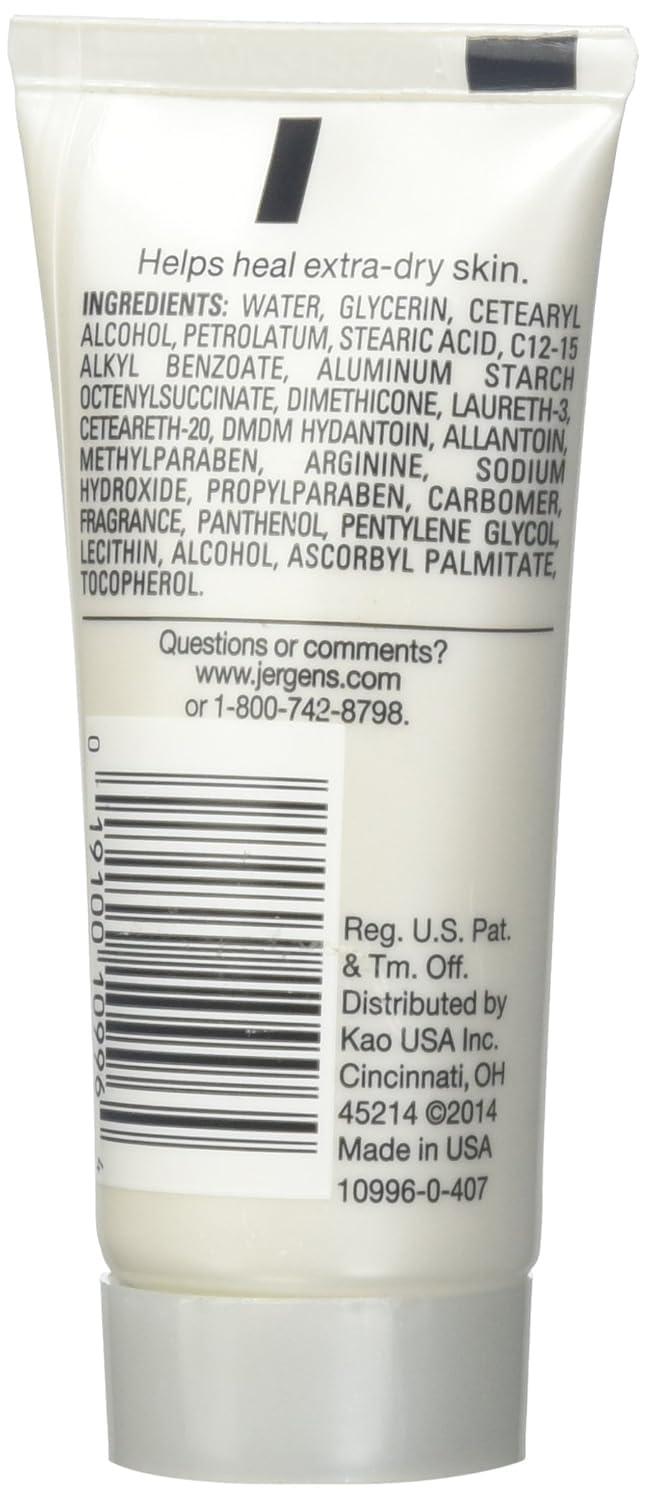 Helps heal extra-dry skin.
INGREDIENTS: WATER, GLYCERIN, CETEARYL
ALCOHOL, PETROLATUM, STEARIC ACID, C12-15
ALKYL BENZOATE, ALUMINUM STARCH
OCTENYLSUCCINATE, DIMETHICONE, LAURETH-3,
CETEARETH-20, DMDM HYDANTOIN, ALLANTOIN,
METHYLPARABEN, ARGININE, SODIUM
HYDROXIDE, PROPYLPARABEN, CARBOMER,
FRAGRANCE, PANTHENOL, PENTYLENE GLYCOL,
LECITHIN, ALCOHOL, ASCORBYL PALMITATE,
TOCOPHEROL.
Questions or comments?
www.jergens.com
or 1-800-742-8798.
0 19100 10996 4
Reg. U.S. Pat.
& Tm. Off.
Distributed by
Kao USA Inc.
Cincinnati, OH
45214 ©2014
Made in USA
10996-0-407